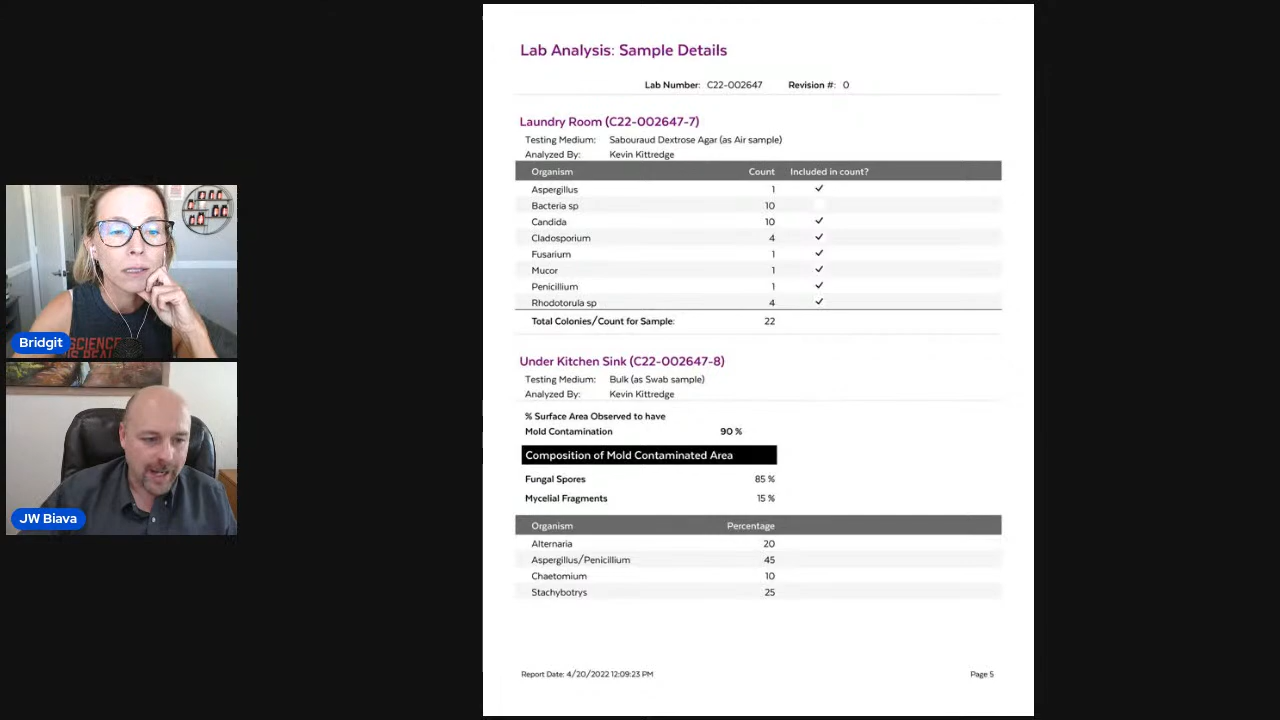 Lab Analysis: Sample Details
Lab Number: C22-002647 Revision #: 0
Laundry Room (C22-002647-7)
Testing Medium: Sabouraud Dextrose Agar (as Air sample)
Analyzed By: Kevin Kittredge
Organism Count Included in count?
Aspergillus 1 ✓
Bacteria sp 10
Candida 10 ✓
Cladosporium 4 ✓
Fusarium 1 ✓
Mucor 1 ✓
Penicillium 1 ✓
Rhodotorula sp 4 ✓
Total Colonies/Count for Sample: 22
Under Kitchen Sink (C22-002647-8)
Testing Medium: Bulk (as Swab sample)
Analyzed By: Kevin Kittredge
% Surface Area Observed to have
Mold Contamination 90 %
Composition of Mold Contaminated Area
Fungal Spores 85 %
Mycelial Fragments 15 %
Organism Percentage
Alternaria 20
Aspergillus/Penicillium 45
Chaetomium 10
Stachybotrys 25
Report Date: 4/20/2022 12:09:23 PM Page 5
Bridgit
JW Biava